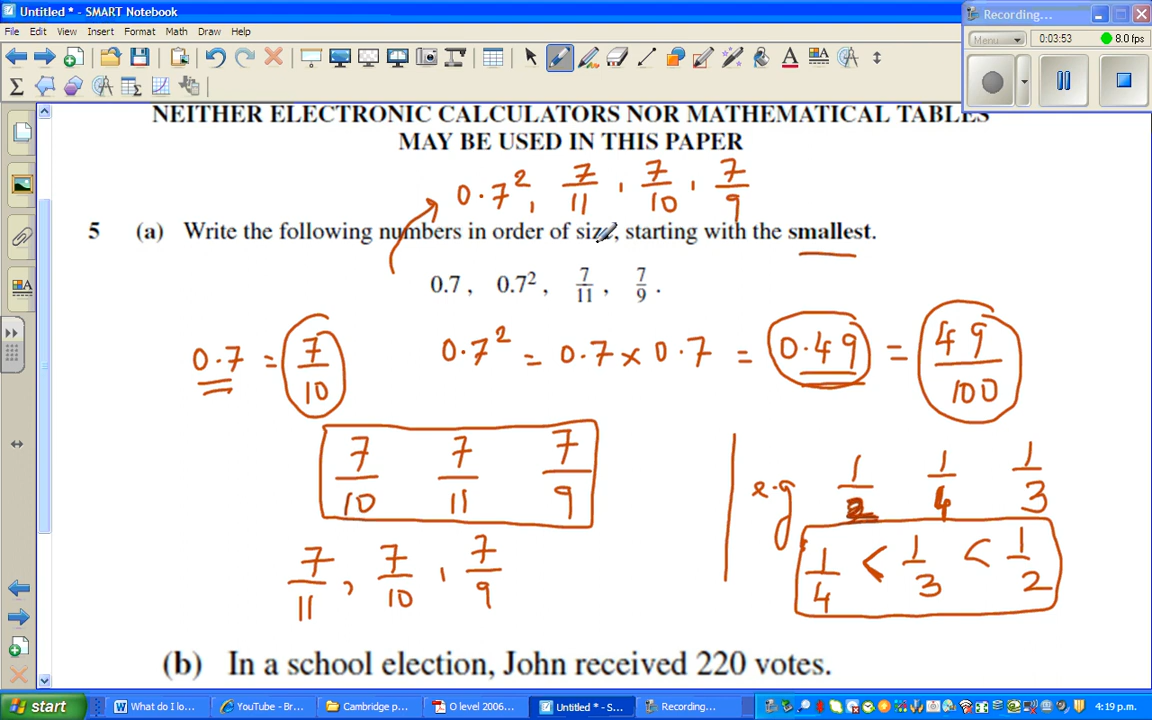 Untitled * - SMART Notebook
Recording...
File Edit View Insert Format Math Draw Help
Menu
0:03:53
8.0 fps
NEITHER ELECTRONIC CALCULATORS NOR MATHEMATICAL TABLES
MAY BE USED IN THIS PAPER
0.7², 7/11, 7/10, 7/9
5 (a) Write the following numbers in order of size, starting with the smallest.
0.7 , 0.7² , 7/11 , 7/9 .
0.7 = 7/10
0.7² = 0.7 x 0.7 = 0.49 = 49/100
7/10 7/11 7/9
e.g 1/2 1/4 1/3
7/11, 7/10, 7/9
1/4 < 1/3 < 1/2
(b) In a school election, John received 220 votes.
start
What do I lo...
YouTube - Br...
Cambridge p...
O level 2006...
Untitled * - S...
Recording...
4:19 p.m.